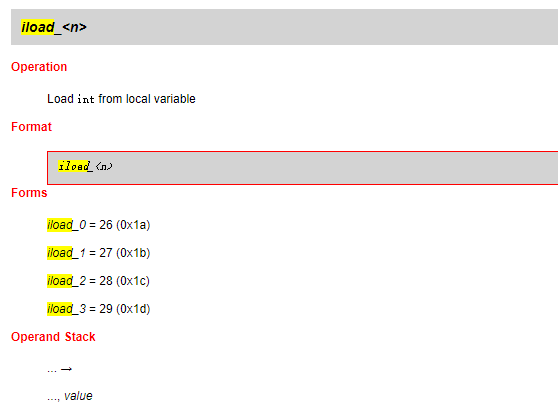 iload_<n>
Operation
Load int from local variable
Format
iload_<n>
Forms
iload_0 = 26 (0x1a)
iload_1 = 27 (0x1b)
iload_2 = 28 (0x1c)
iload_3 = 29 (0x1d)
Operand Stack
... →
..., value